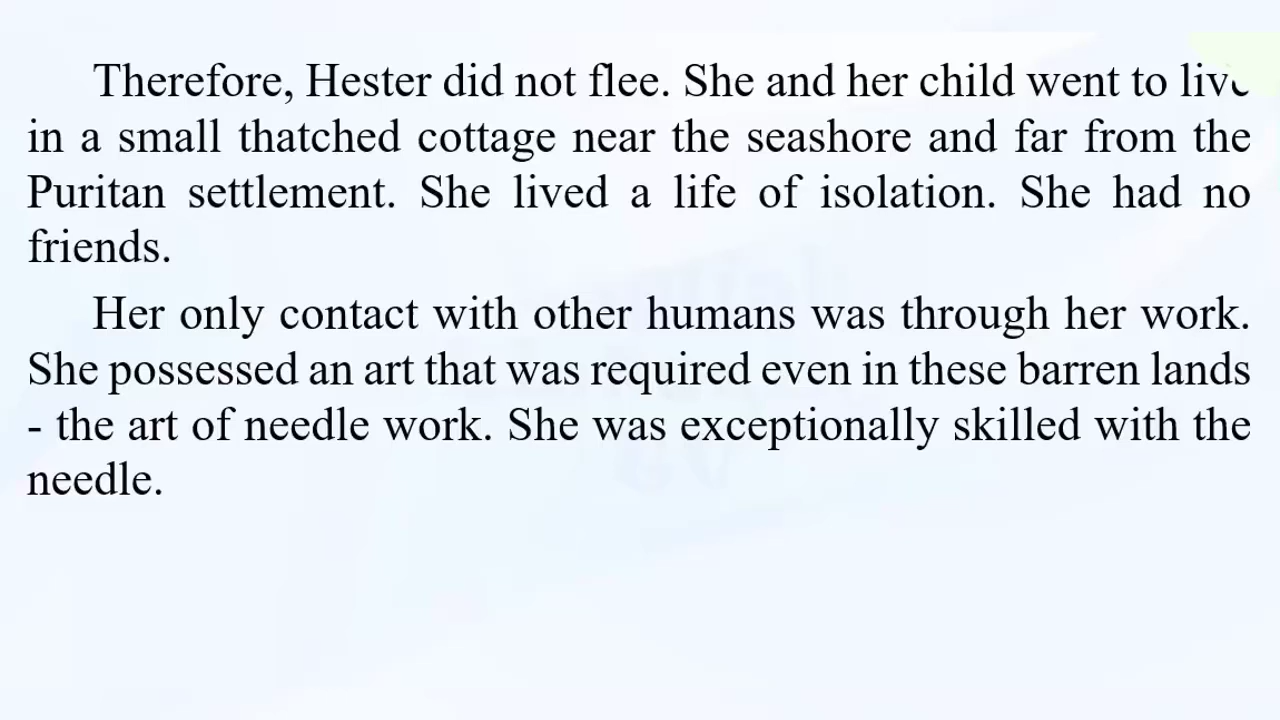 Therefore, Hester did not flee. She and her child went to live
in a small thatched cottage near the seashore and far from the
Puritan settlement. She lived a life of isolation. She had no
friends.
Her only contact with other humans was through her work.
She possessed an art that was required even in these barren lands
- the art of needle work. She was exceptionally skilled with the
needle.